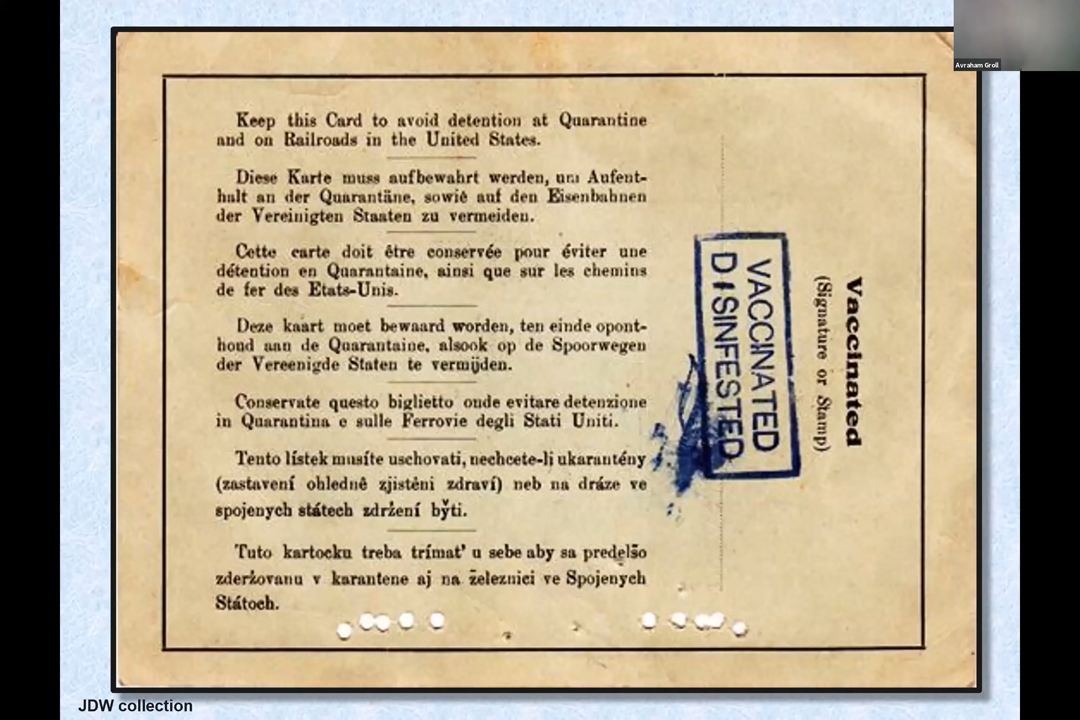 Avraham Groll
Keep this Card to avoid detention at Quarantine
and on Railroads in the United States.
Diese Karte muss aufbewahrt werden, um Aufent-
halt an der Quarantäne, sowie auf den Eisenbahnen
der Vereinigten Staaten zu vermeiden.
Cette carte doit être conservée pour éviter une
détention en Quarantaine, ainsi que sur les chemins
de fer des Etats-Unis.
Deze kaart moet bewaard worden, ten einde opont-
houd aan de Quarantaine, alsook op de Spoorwegen
der Vereenigde Staten te vermijden.
Conservate questo biglietto onde evitare detenzione
in Quarantina e sulle Ferrovie degli Stati Uniti.
Tento lístek musíte uschovati, nechcete-li ukarantény
(zastavení ohledně zjistění zdraví) neb na dráze ve
spojenych státech zdržení býti.
Tuto kartocku treba trímat' u sebe aby sa predelšo
zderžovanu v karantene aj na železnici ve Spojenych
Státoch.
VACCINATED
DISINFESTED
Vaccinated
(Signature or Stamp)
JDW collection